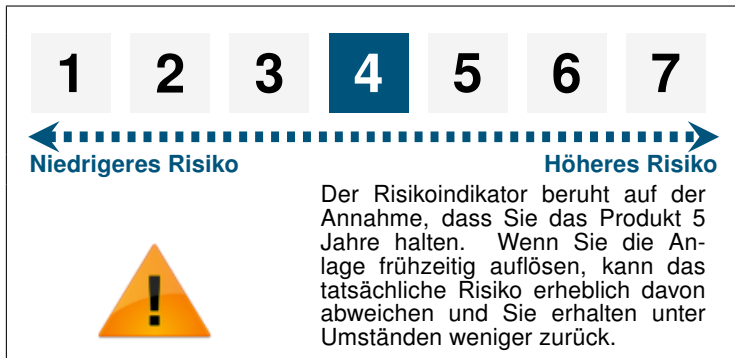 1 2 3 4 5 6 7
Niedrigeres Risiko Höheres Risiko
Der Risikoindikator beruht auf der
Annahme, dass Sie das Produkt 5
Jahre halten. Wenn Sie die An-
lage frühzeitig auflösen, kann das
tatsächliche Risiko erheblich davon
abweichen und Sie erhalten unter
Umständen weniger zurück.
!